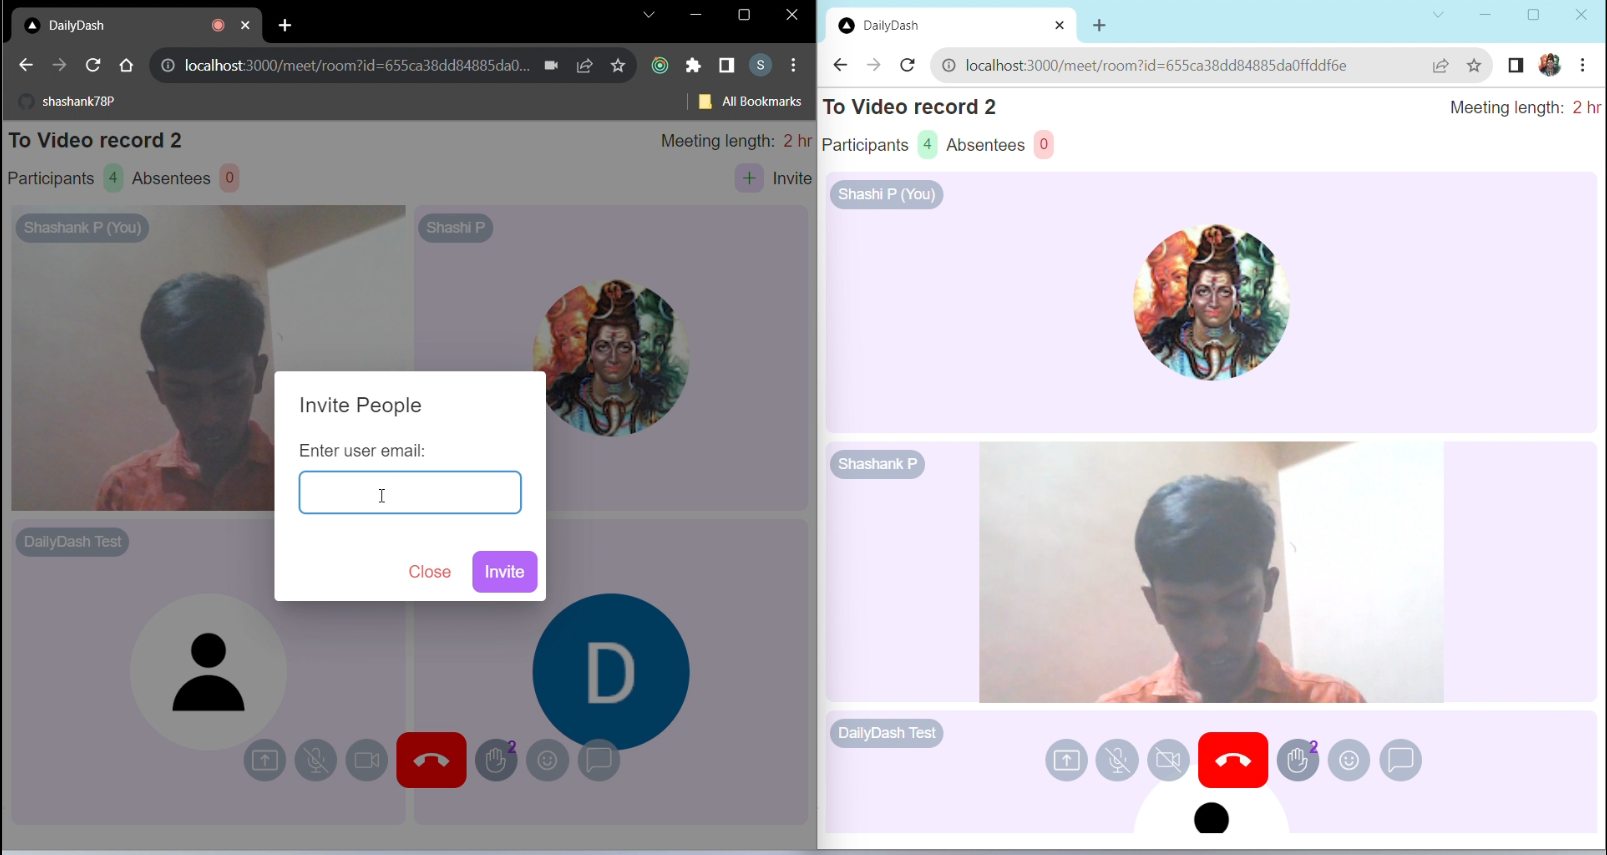 DailyDash
localhost:3000/meet/room?id=655ca38dd84885da0...
S
shashank78P
All Bookmarks
To Video record 2
Meeting length: 2 hr
Participants 4 Absentees 0
+ Invite
Shashank P (You)
Shashi P
Invite People
Enter user email:
Close
Invite
DailyDash Test
D
2
DailyDash
localhost:3000/meet/room?id=655ca38dd84885da0ffddf6e
To Video record 2
Meeting length: 2 hr
Participants 4 Absentees 0
Shashi P (You)
Shashank P
DailyDash Test
2